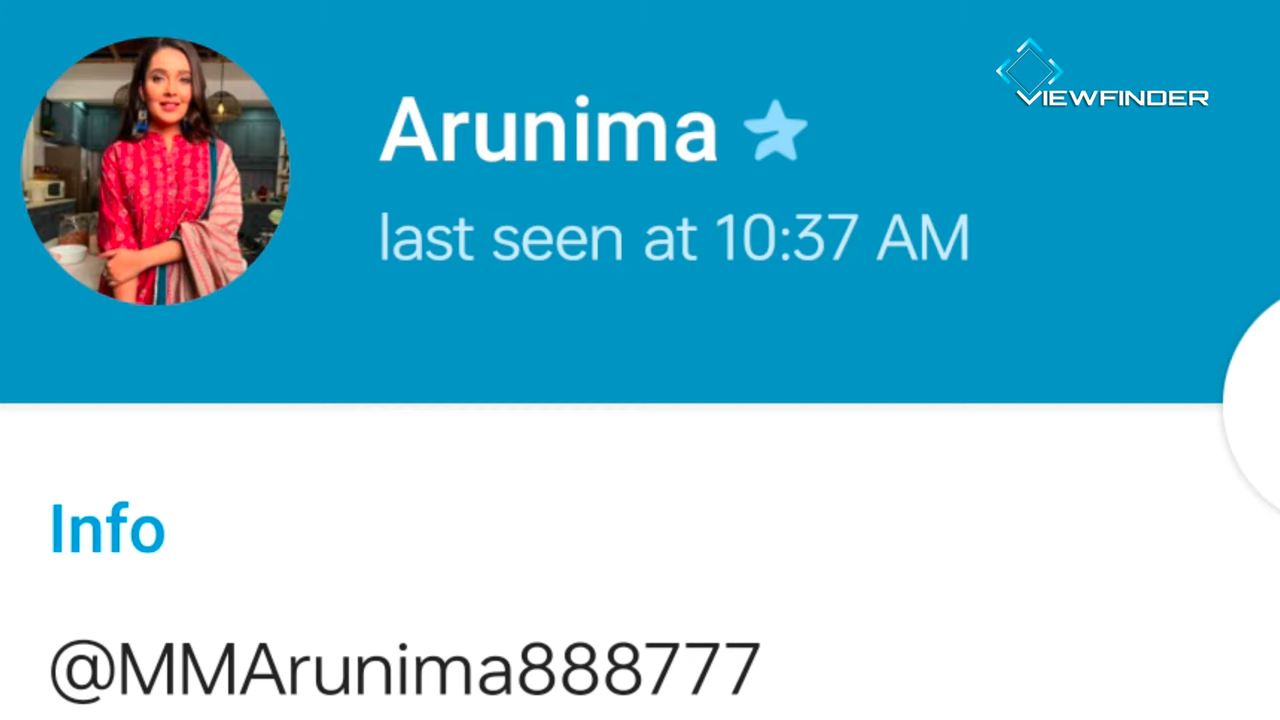 Arunima
VIEWFINDER
last seen at 10:37 AM
Info
@MMArunima888777